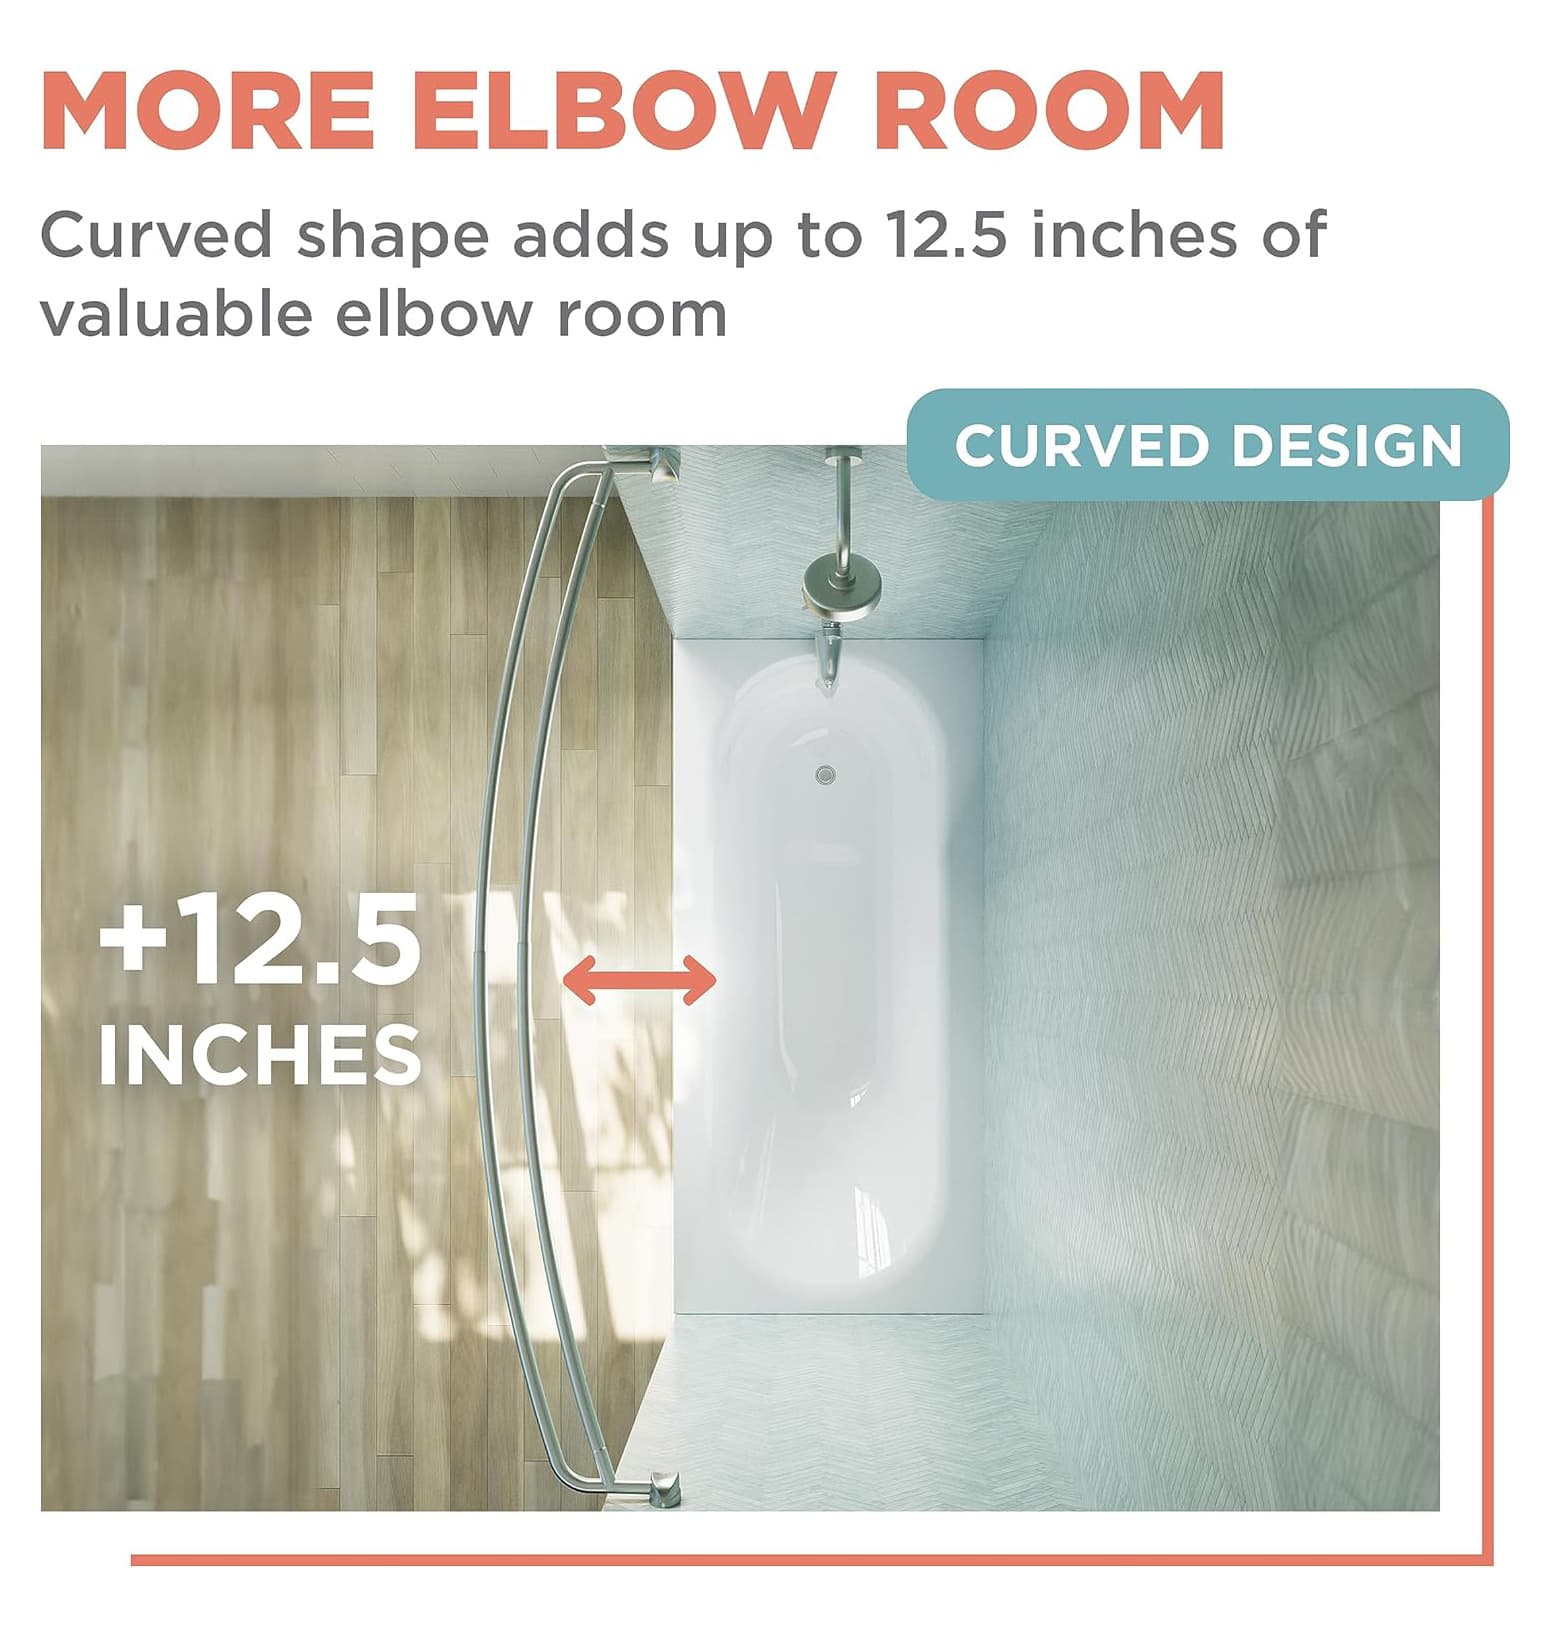 MORE ELBOW ROOM
Curved shape adds up to 12.5 inches of
valuable elbow room
CURVED DESIGN
+12.5
INCHES